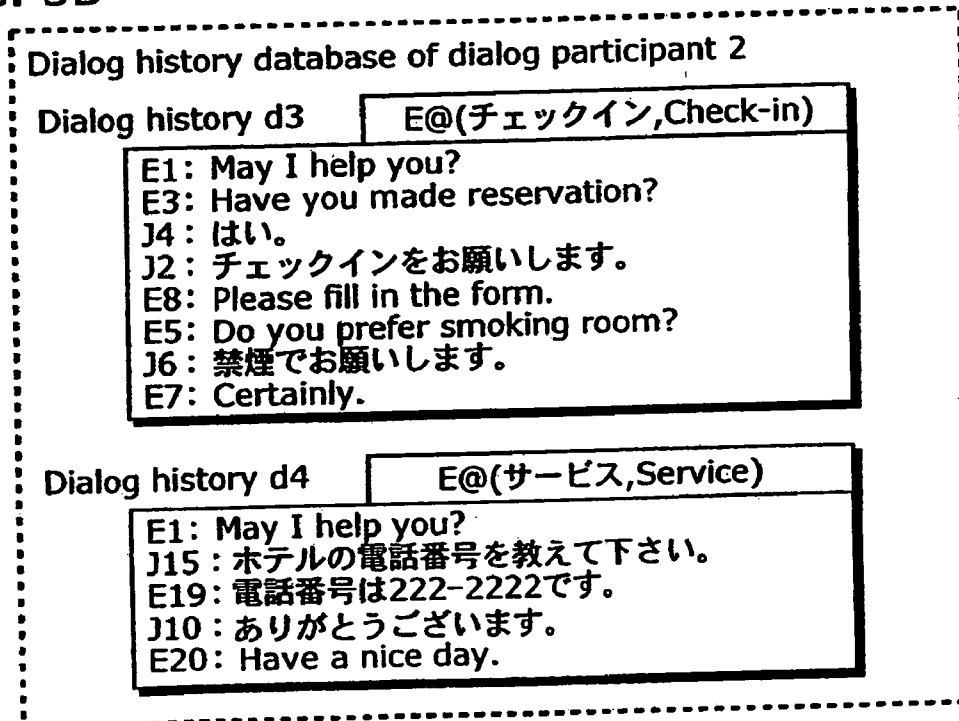 Dialog history database of dialog participant 2
Dialog history d3 E@(チェックイン,Check-in)
E1: May I help you?
E3: Have you made reservation?
J4: はい。
J2: チェックインをお願いします。
E8: Please fill in the form.
E5: Do you prefer smoking room?
J6: 禁煙でお願いします。
E7: Certainly.
Dialog history d4 E@(サービス,Service)
E1: May I help you?
J15: ホテルの電話番号を教えて下さい。
E19: 電話番号は222-2222です。
J10: ありがとうございます。
E20: Have a nice day.